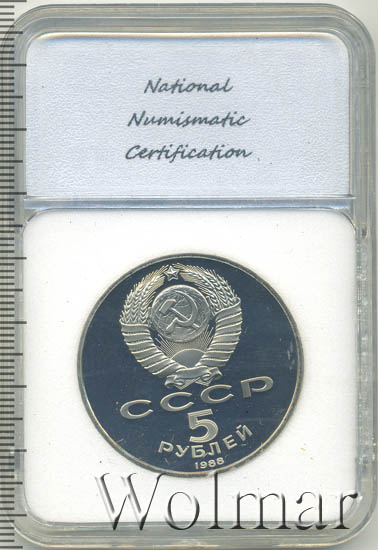 National
Numismatic
Certification
СССР
5
РУБЛЕЙ
1988
Wolmar